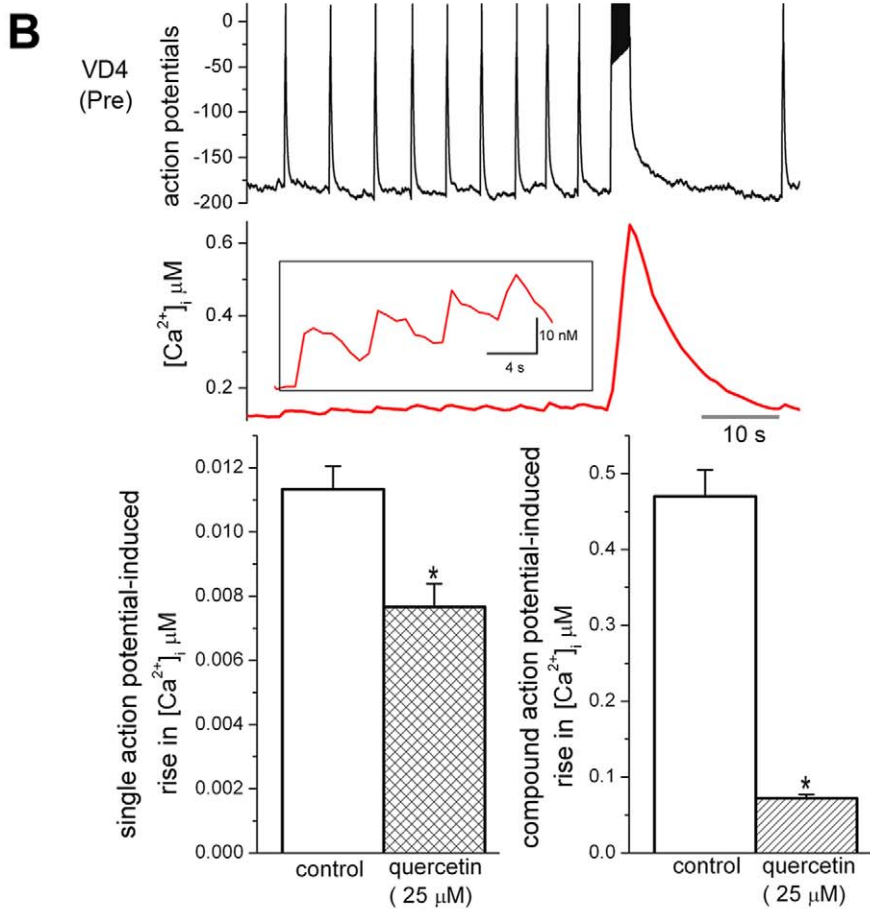 B
VD4
(Pre)
action potentials
0
-50
-100
-150
-200
[Ca²⁺]ᵢ μM
0.6
0.4
0.2
10 nM
4 s
10 s
single action potential-induced
rise in [Ca²⁺]ᵢ μM
0.012
0.010
0.008
0.006
0.004
0.002
0.000
*
control
quercetin
( 25 μM)
compound action potential-induced
rise in [Ca²⁺]ᵢ μM
0.5
0.4
0.3
0.2
0.1
0.0
*
control
quercetin
( 25 μM)